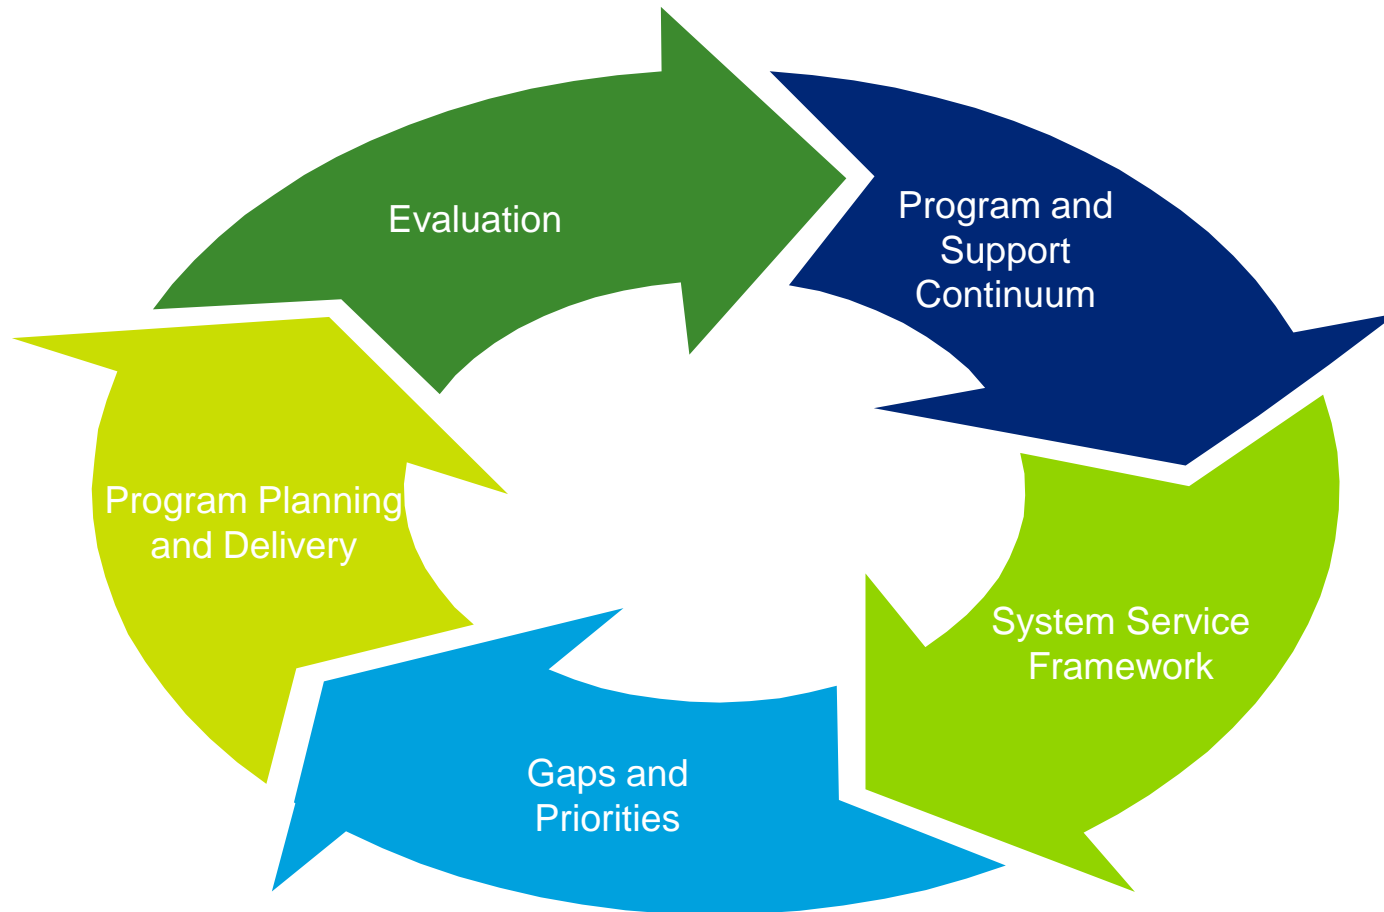 Evaluation
Program and
Support
Continuum
System Service
Framework
Gaps and
Priorities
Program Planning
and Delivery